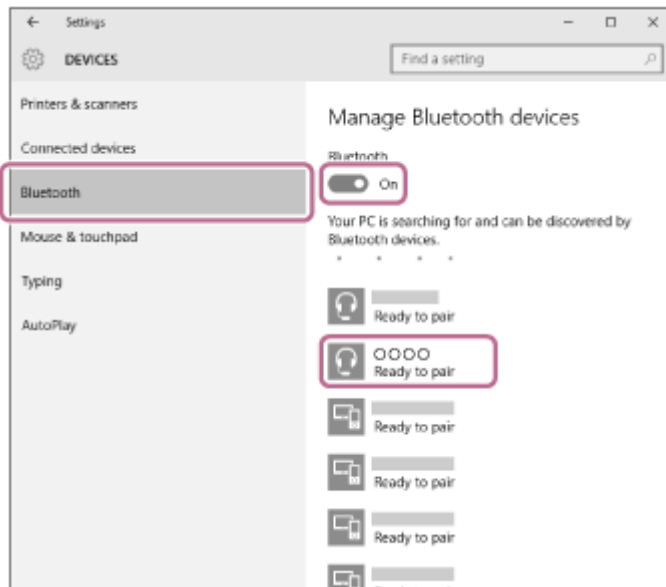 Settings
DEVICES
Find a setting
Printers & scanners
Connected devices
Bluetooth
Mouse & touchpad
Typing
AutoPlay
Manage Bluetooth devices
Bluetooth
On
Your PC is searching for and can be discovered by
Bluetooth devices.
Ready to pair
OOOO
Ready to pair
Ready to pair
Ready to pair
Ready to pair